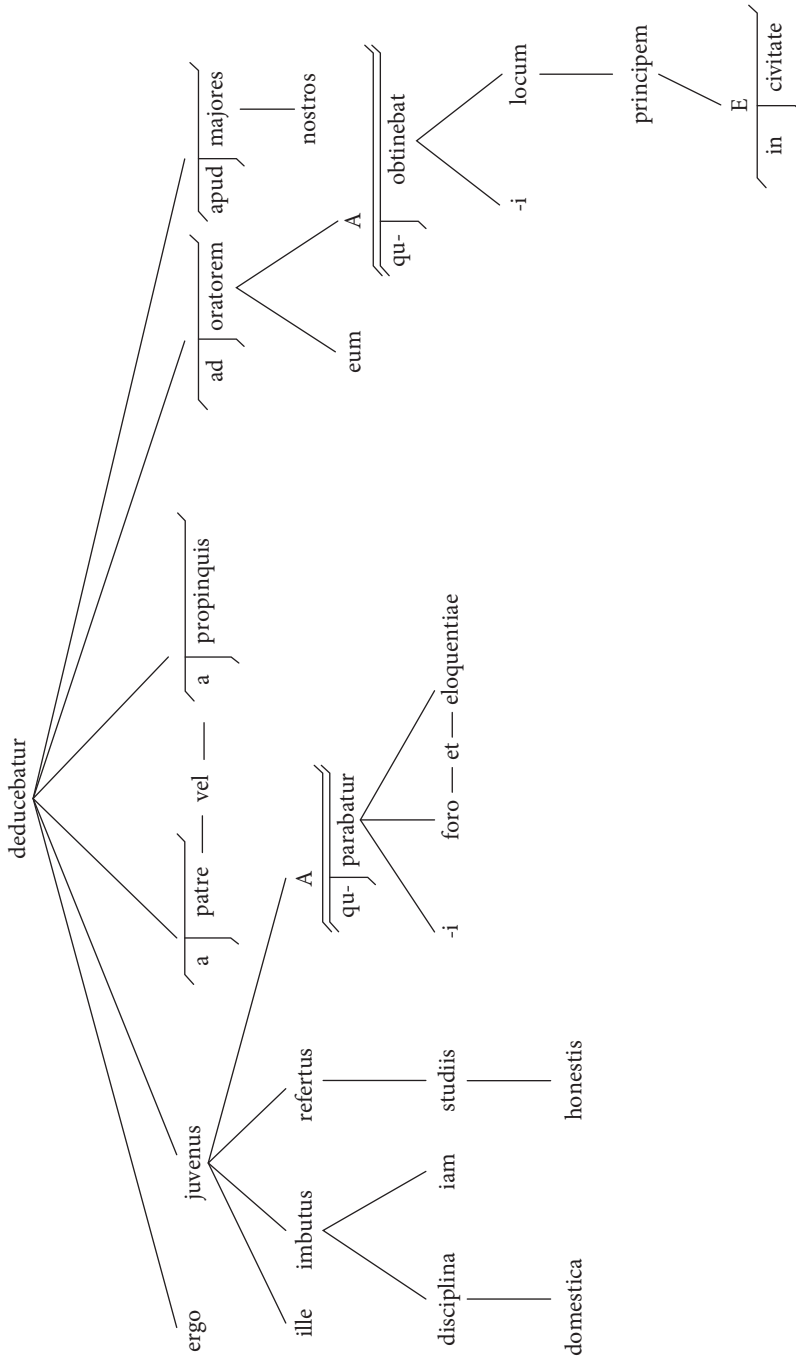 deducebatur
ergo juvenus a patre — vel — a propinquis ad oratorem apud majores
ille imbutus refertus A nostros
qu- parabatur eum A
qu- obtinebat
disciplina iam studiis -i foro — et — eloquentiae
-i locum
domestica honestis
principem
E
in civitate